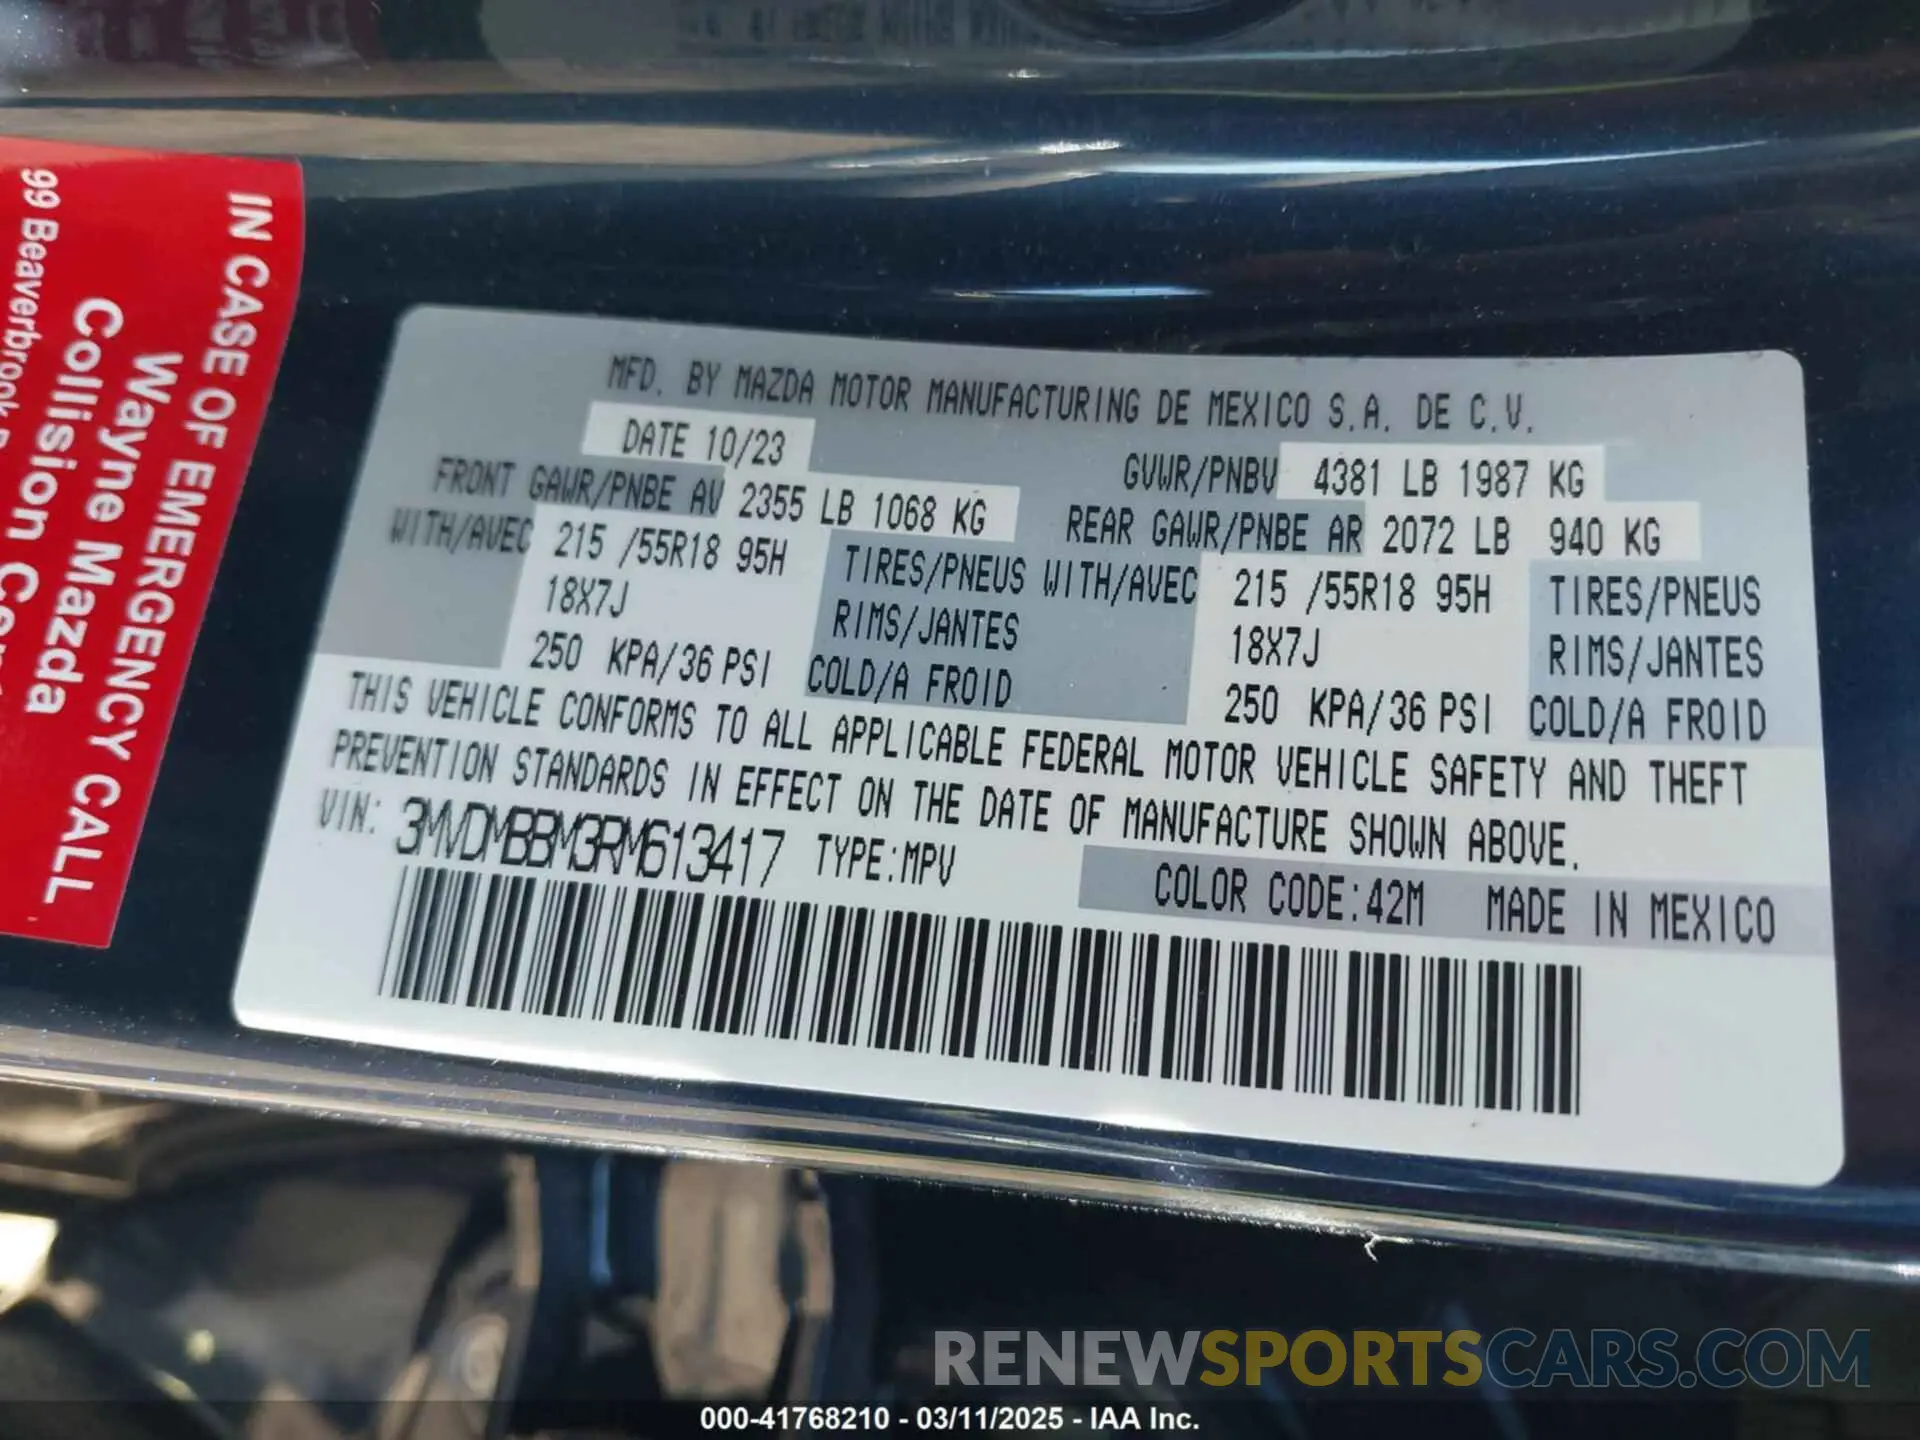 IN CASE OF EMERGENCY CALL
Wayne Mazda
Collision
99 Beaverbrook
MFD. BY MAZDA MOTOR MANUFACTURING DE MEXICO S.A. DE C.V.
DATE 10/23
GVWR/PNBV 4381 LB 1987 KG
FRONT GAWR/PNBE AV 2355 LB 1068 KG
REAR GAWR/PNBE AR 2072 LB 940 KG
WITH/AVEC 215 /55R18 95H TIRES/PNEUS WITH/AVEC 215 /55R18 95H TIRES/PNEUS
18X7J RIMS/JANTES 18X7J RIMS/JANTES
250 KPA/36 PSI COLD/A FROID 250 KPA/36 PSI COLD/A FROID
THIS VEHICLE CONFORMS TO ALL APPLICABLE FEDERAL MOTOR VEHICLE SAFETY AND THEFT
PREVENTION STANDARDS IN EFFECT ON THE DATE OF MANUFACTURE SHOWN ABOVE.
VIN: 3MVDMBBM3RM613417 TYPE:MPV
COLOR CODE:42M MADE IN MEXICO
RENEWSPORTSCARS.COM
000-41768210 - 03/11/2025 - IAA Inc.